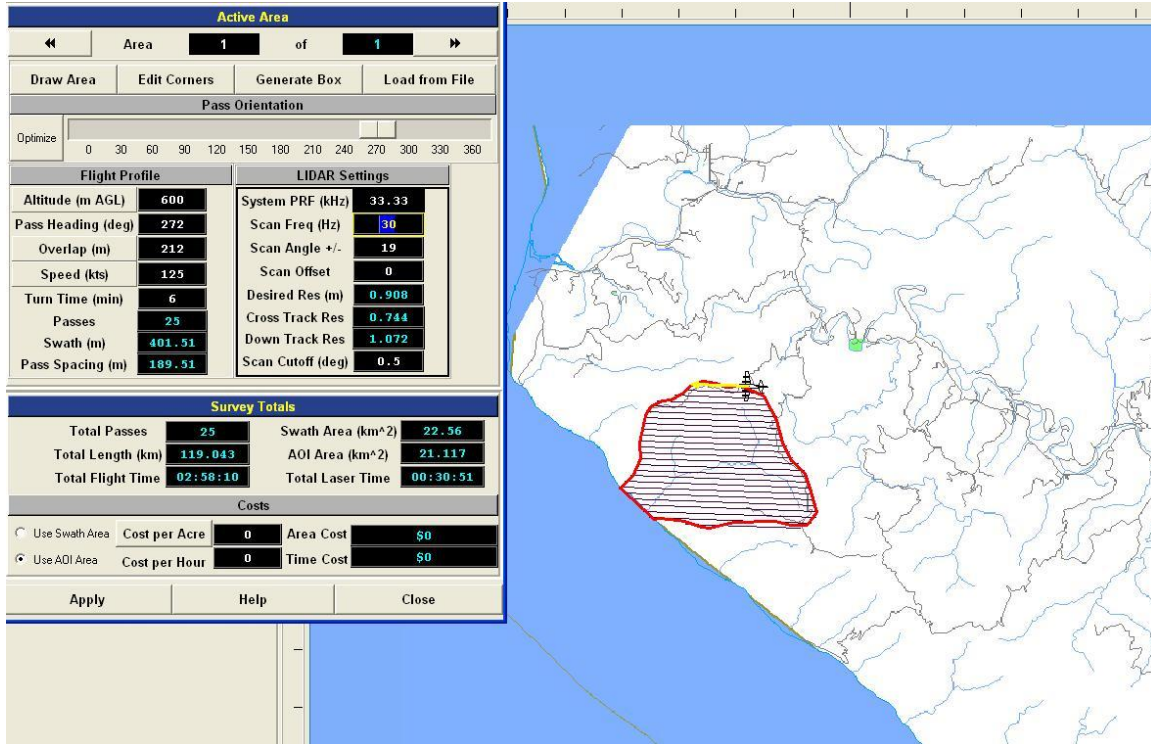 Active Area
Area 1 of 1
Draw Area Edit Corners Generate Box Load from File
Pass Orientation
Optimize
0 30 60 90 120 150 180 210 240 270 300 330 360
Flight Profile
Altitude (m AGL) 600
Pass Heading (deg) 272
Overlap (m) 212
Speed (kts) 125
Turn Time (min) 6
Passes 25
Swath (m) 401.51
Pass Spacing (m) 189.51
LIDAR Settings
System PRF (kHz) 33.33
Scan Freq (Hz) 30
Scan Angle +/- 19
Scan Offset 0
Desired Res (m) 0.908
Cross Track Res 0.744
Down Track Res 1.072
Scan Cutoff (deg) 0.5
Survey Totals
Total Passes 25 Swath Area (km^2) 22.56
Total Length (km) 119.043 AOI Area (km^2) 21.117
Total Flight Time 02:58:10 Total Laser Time 00:30:51
Costs
Use Swath Area Cost per Acre 0 Area Cost $0
Use AOI Area Cost per Hour 0 Time Cost $0
Apply Help Close